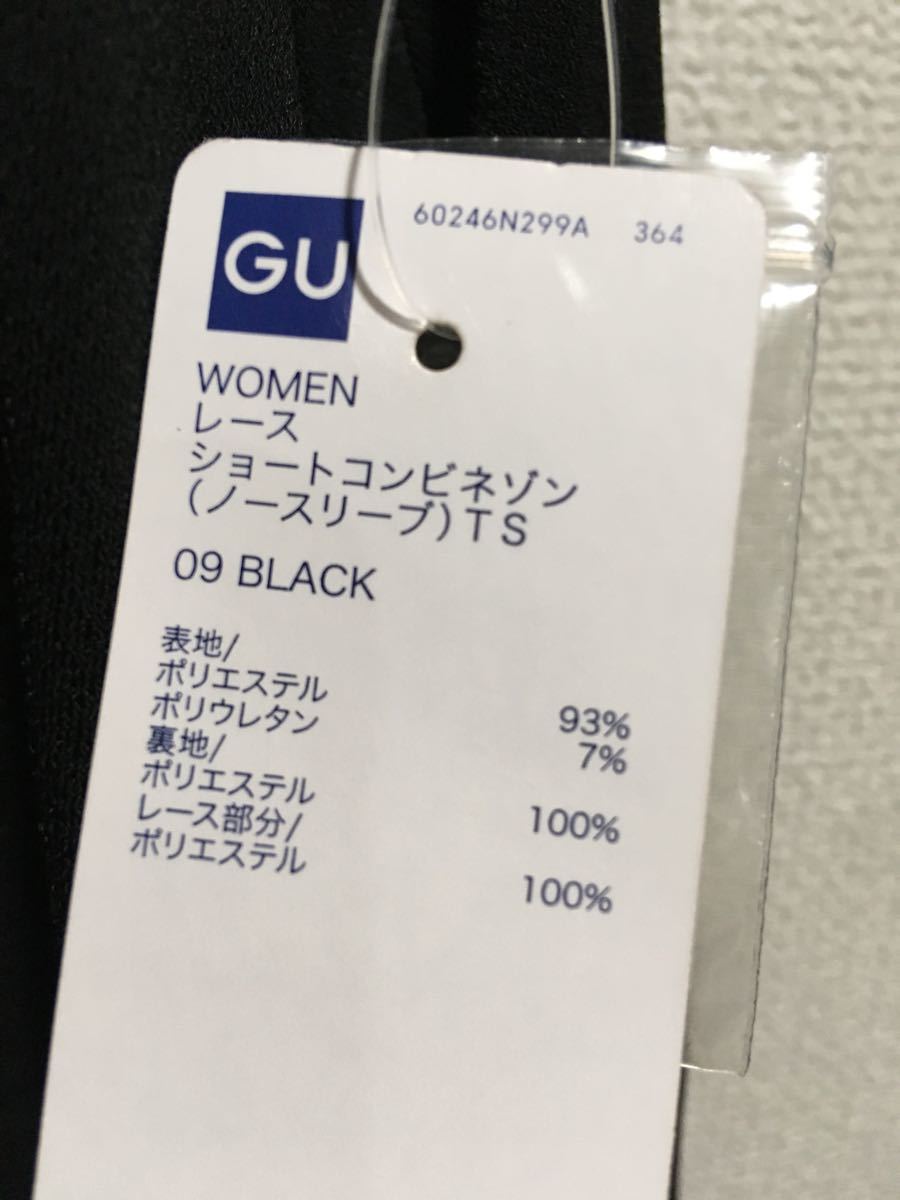 GU
60246N299A 364
WOMEN
レース
ショートコンビネゾン
(ノースリーブ)TS
09 BLACK
表地/
ポリエステル 93%
ポリウレタン 7%
裏地/
ポリエステル 100%
レース部分/
ポリエステル 100%